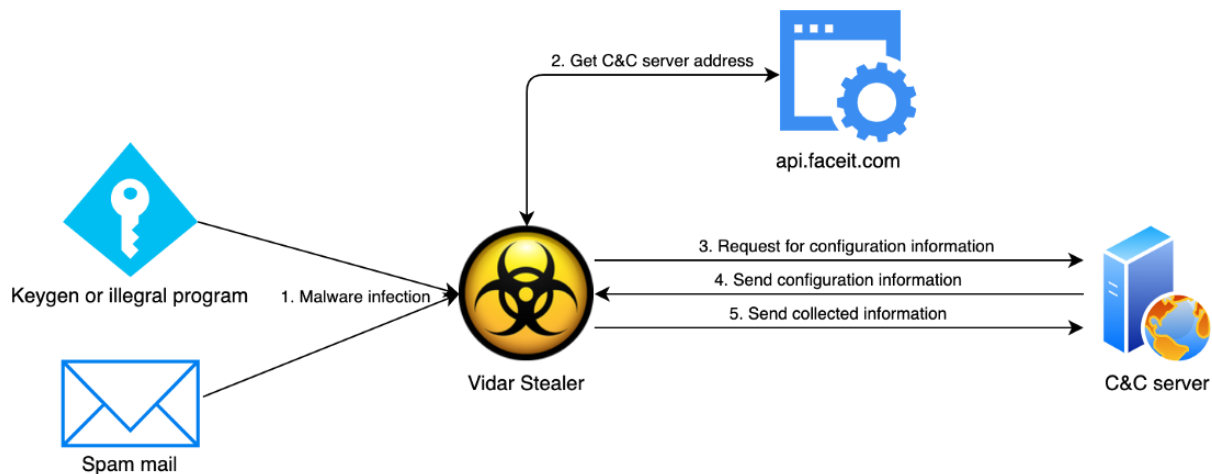 2. Get C&C server address
api.faceit.com
Keygen or illegral program
1. Malware infection
3. Request for configuration information
4. Send configuration information
5. Send collected information
Vidar Stealer
C&C server
Spam mail